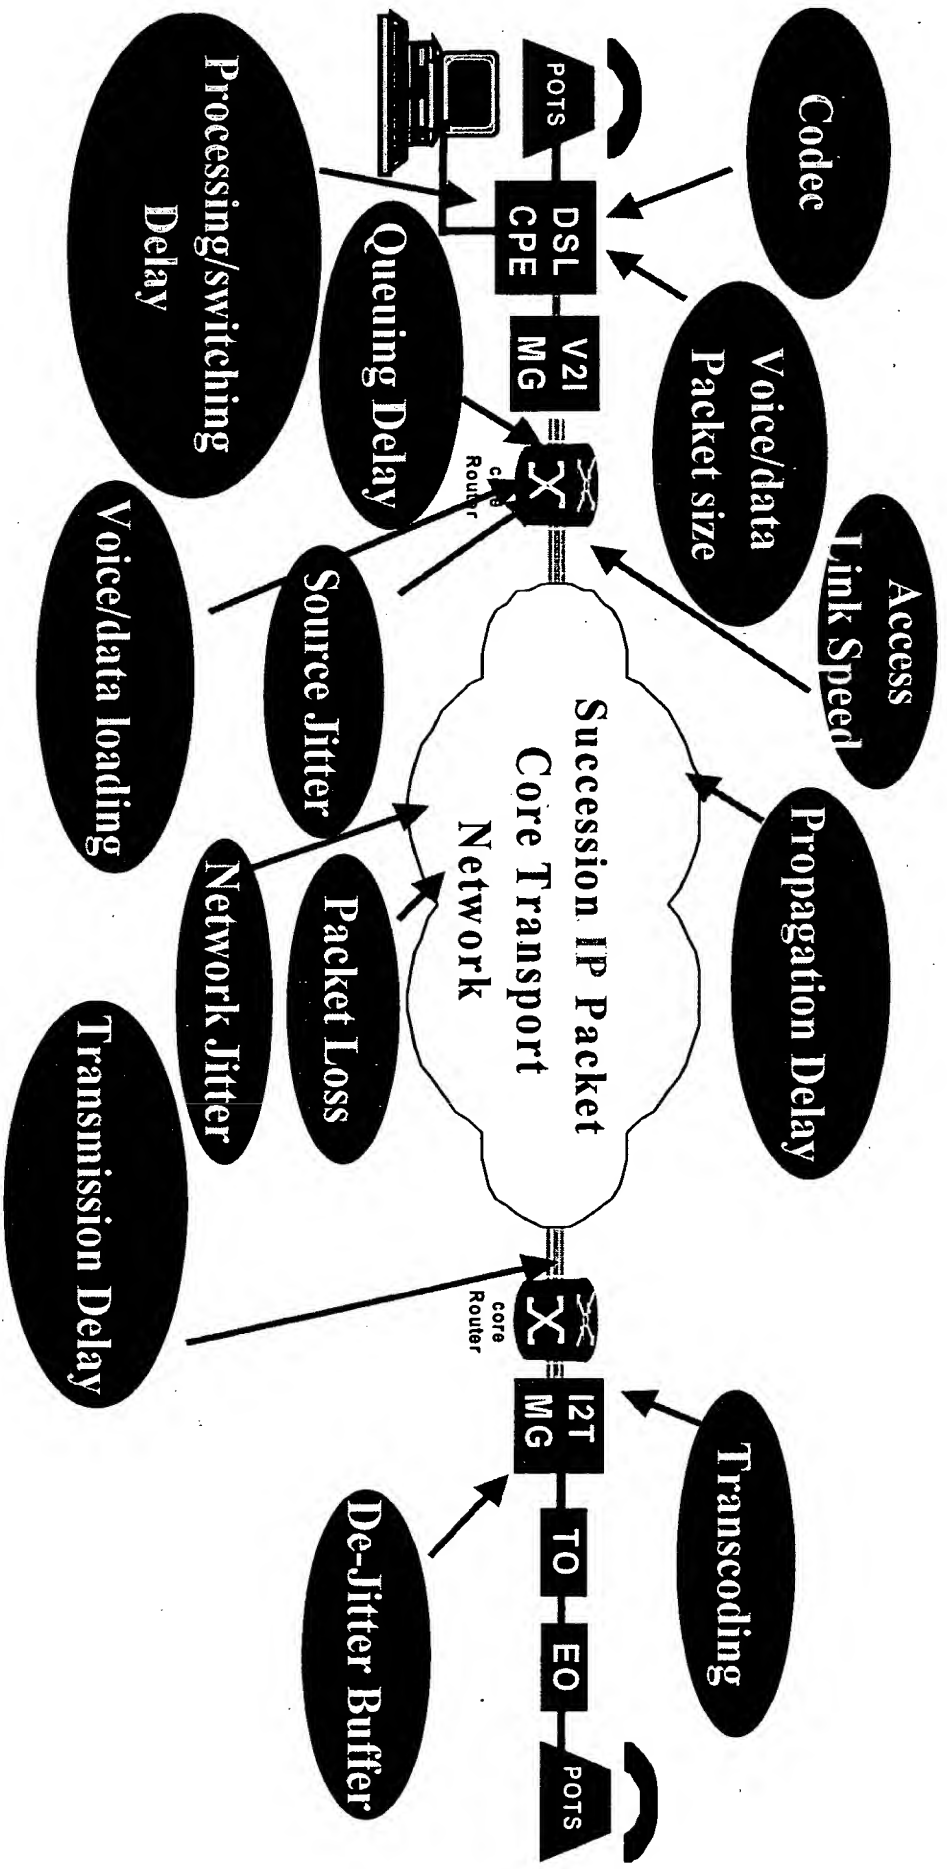 Codec
Voice/data
Packet size
Access
Link Speed
Propagation Delay
Transcoding
POTS
DSL
CPE
V2I
MG
Router
Succession IP Packet
Core Transport
Network
core
Router
I2T
MG
TO
EO
POTS
Processing/switching
Delay
Queuing Delay
Voice/data loading
Source Jitter
Network Jitter
Packet Loss
Transmission Delay
De-Jitter Buffer